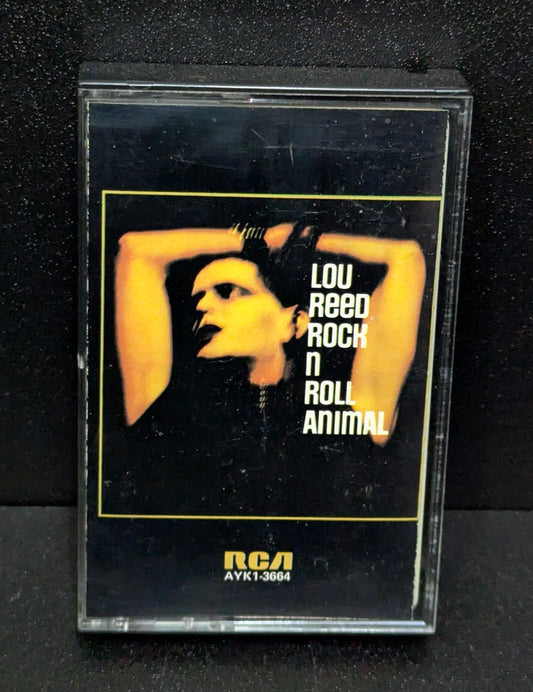 LOU
REED
ROCK
n
ROLL
ANIMAL
RCA
AYK1-3664